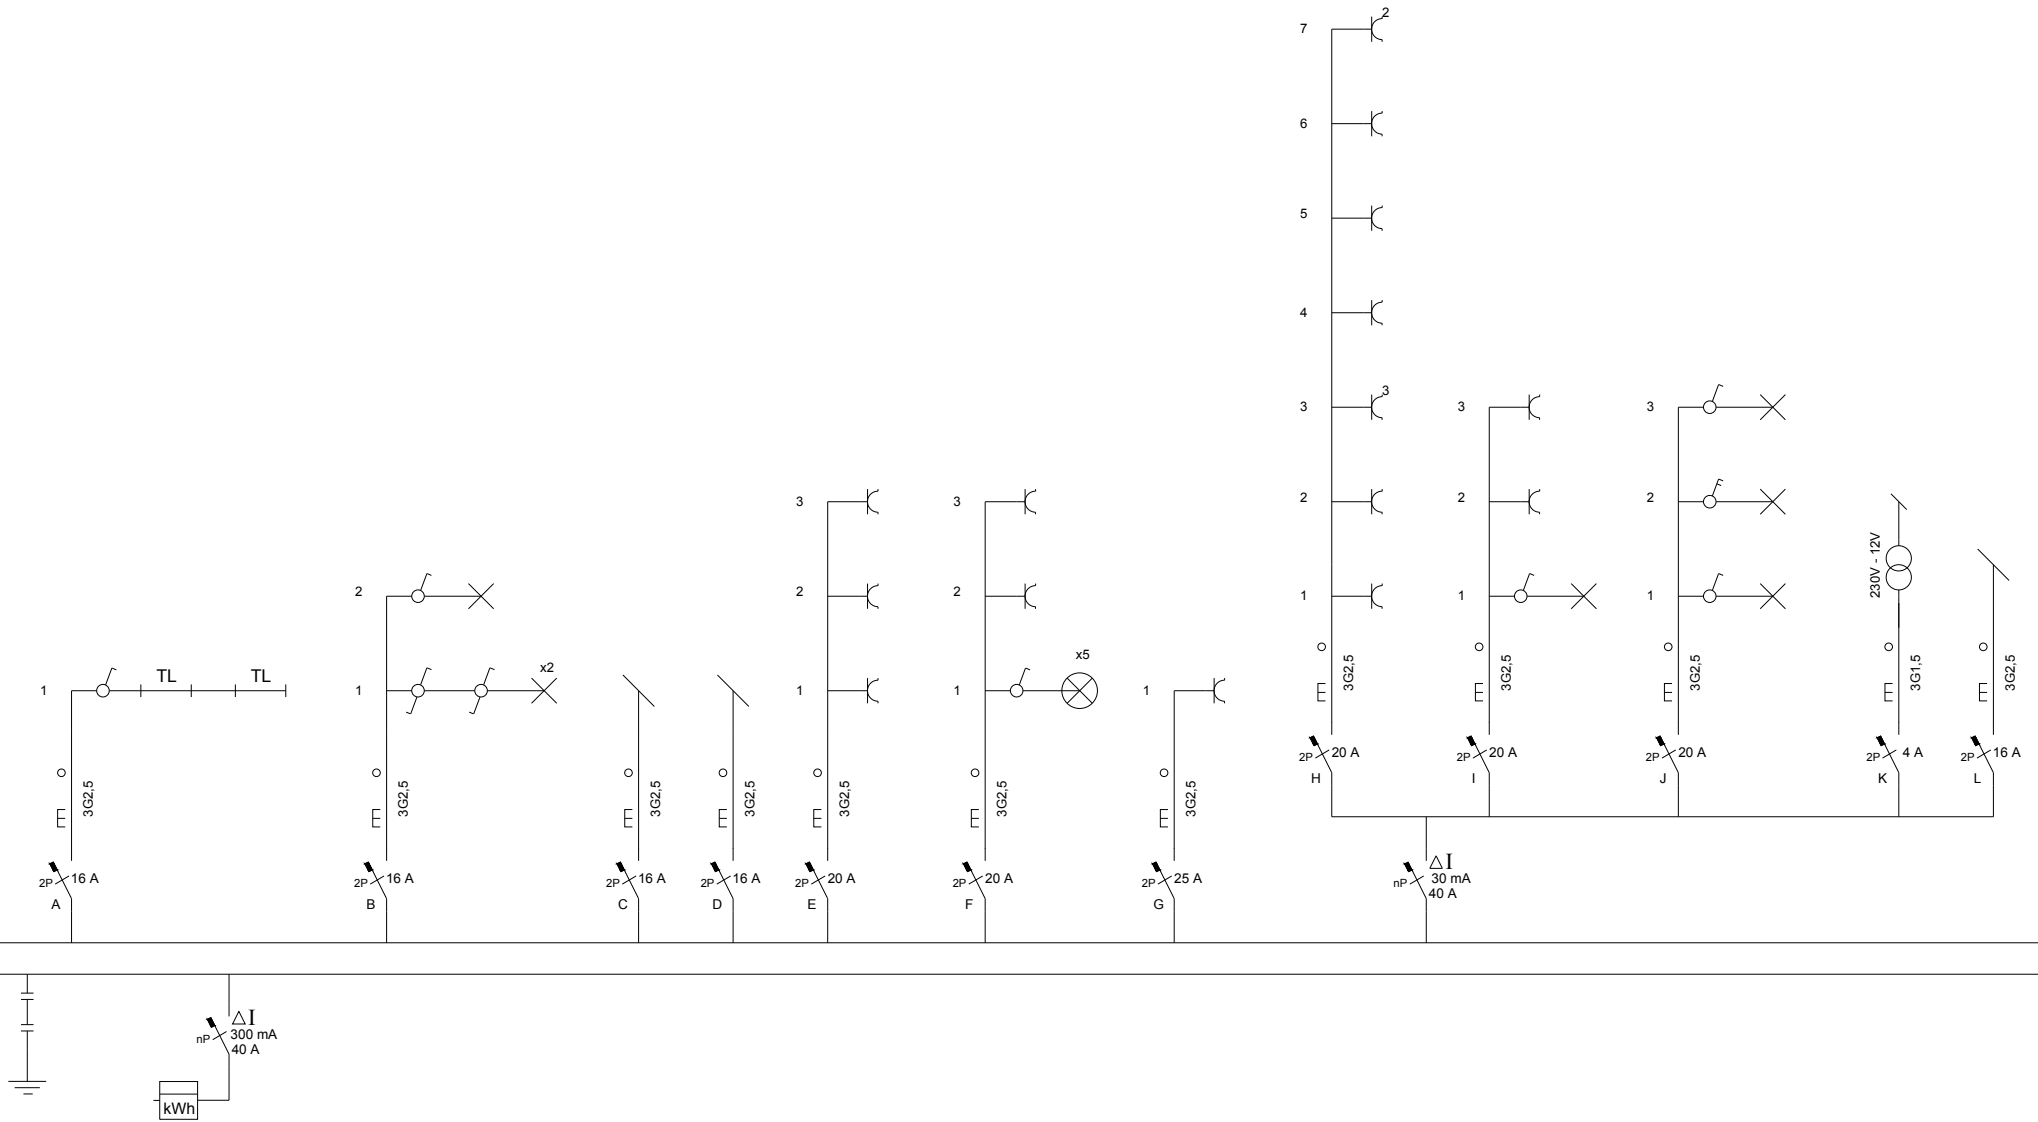 2
7
6
5
4
3
3
3
3
2
2
2
1
1
1
230V - 12V
3G2,5
E
3G2,5
E
3G2,5
E
3G1,5
E
3G2,5
E
2P 20 A
H
2P 20 A
I
2P 20 A
J
2P 4 A
K
2P 16 A
L
3
3
2
2
2
x2
x5
1
TL
TL
1
1
1
1
3G2,5
E
3G2,5
E
3G2,5
E
3G2,5
E
3G2,5
E
3G2,5
E
3G2,5
E
2P 16 A
A
2P 16 A
B
2P 16 A
C
2P 16 A
D
2P 20 A
E
2P 20 A
F
2P 25 A
G
ΔI
nP 30 mA
40 A
ΔI
nP 300 mA
40 A
kWh